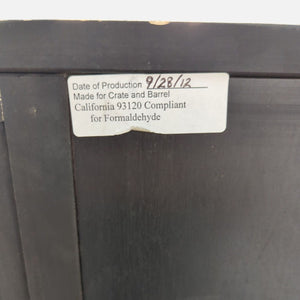 Date of Production 9/28/12
Made for Crate and Barrel
California 93120 Compliant
for Formaldehyde